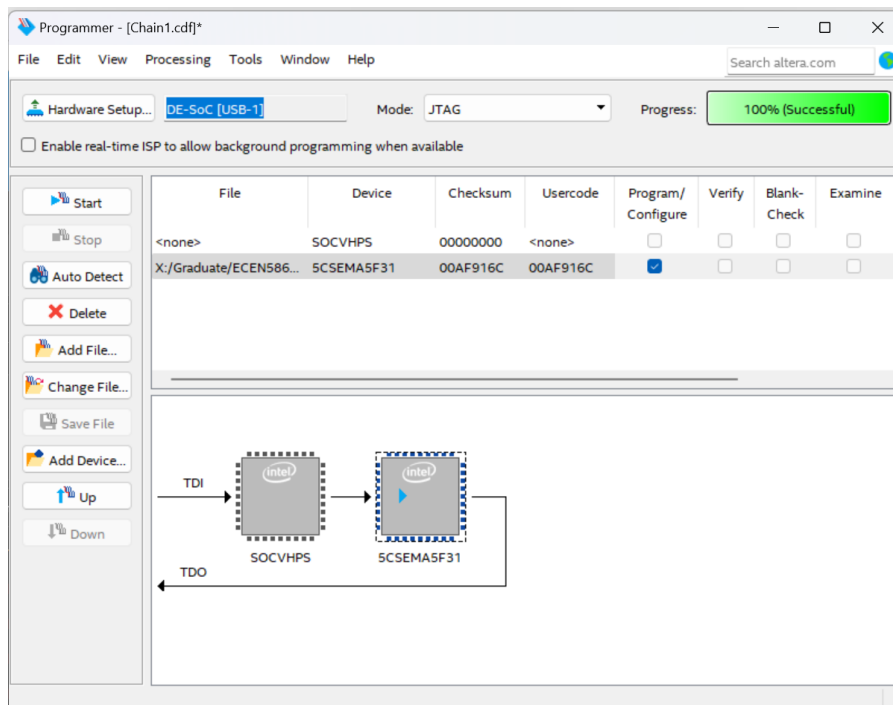 Programmer - [Chain1.cdf]*
File Edit View Processing Tools Window Help
Search altera.com
Hardware Setup... DE-SoC [USB-1] Mode: JTAG Progress: 100% (Successful)
Enable real-time ISP to allow background programming when available
Start
Stop
Auto Detect
Delete
Add File...
Change File...
Save File
Add Device...
Up
Down
File Device Checksum Usercode Program/ Verify Blank- Examine
Configure Check
<none> SOCVHPS 00000000 <none>
X:/Graduate/ECEN586... 5CSEMA5F31 00AF916C 00AF916C
intel intel
TDI
SOCVHPS 5CSEMA5F31
TDO